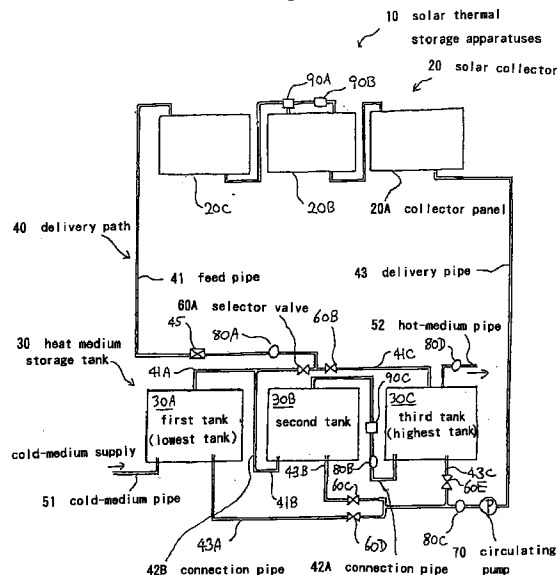 10 solar thermal
storage apparatuses
90A
90B
20 solar collector
20C
20B
20A collector panel
40 delivery path
41 feed pipe
43 delivery pipe
60A selector valve
60B
45
80A
52 hot-medium pipe
80D
30 heat medium
storage tank
41A
41C
30A
first tank
(lowest tank)
30B
second tank
90C
30C
third tank
(highest tank)
cold-medium supply
51 cold-medium pipe
43B
41B
80B
43C
60E
60C
43A
60D
80C
70 circulating
pump
42B connection pipe
42A connection pipe